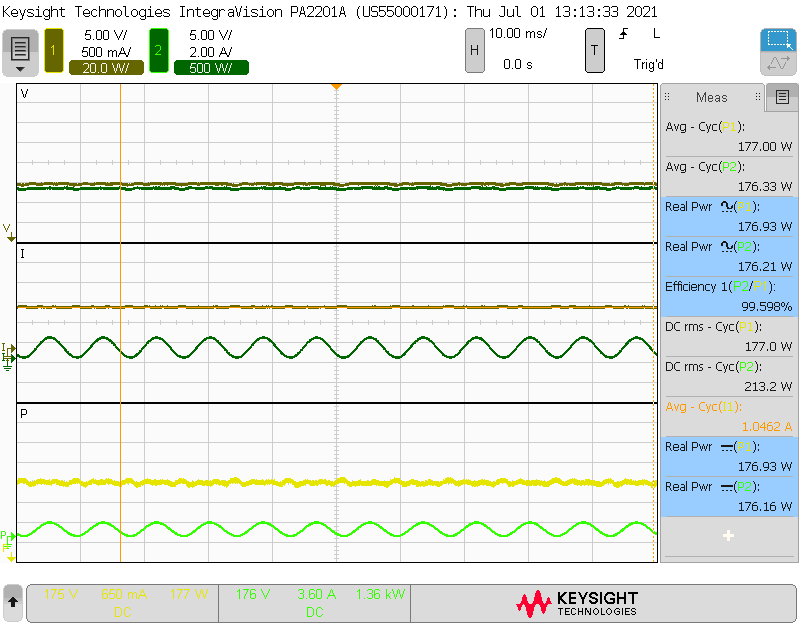 Keysight Technologies IntegraVision PA2201A (US55000171): Thu Jul 01 13:13:33 2021
1 5.00 V/ 500 mA/ 20.0 W/
2 5.00 V/ 2.00 A/ 500 W/
H 10.00 ms/ 0.0 s
T L Trig'd
V
I
P
V
I
P
Meas
Avg - Cyc(P1):
177.00 W
Avg - Cyc(P2):
176.33 W
Real Pwr (P1):
176.93 W
Real Pwr (P2):
176.21 W
Efficiency 1(P2/P1):
99.598%
DC rms - Cyc(P1):
177.0 W
DC rms - Cyc(P2):
213.2 W
Avg - Cyc(I1):
1.0462 A
Real Pwr (P1):
176.93 W
Real Pwr (P2):
176.16 W
176 V 650 mA 177 W
DC
176 V 3.60 A 1.36 kW
DC
KEYSIGHT
TECHNOLOGIES